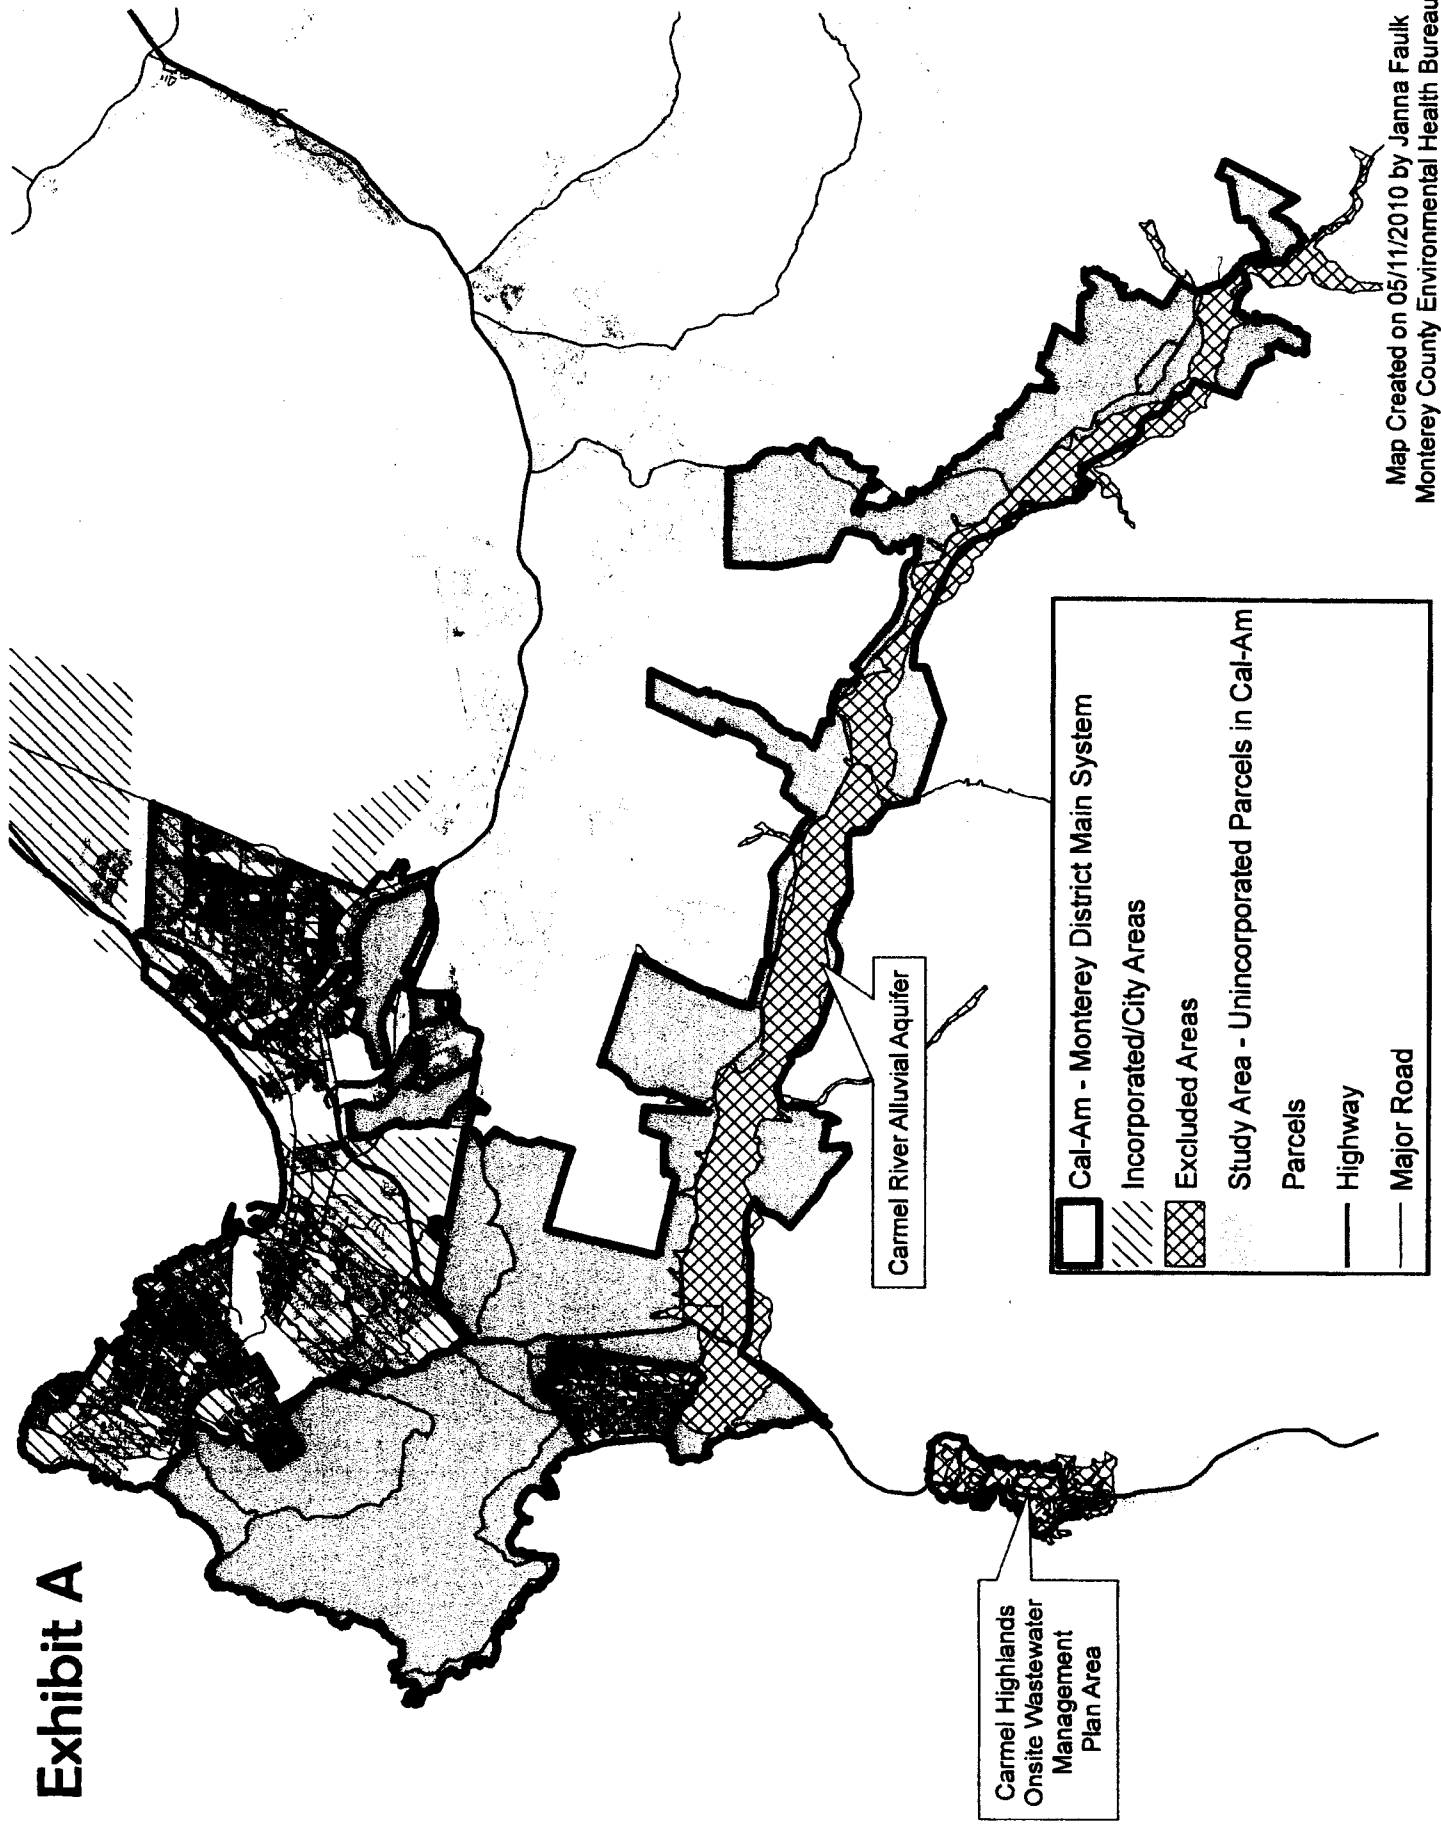 Exhibit A
Carmel Highlands
Onsite Wastewater
Management
Plan Area
Carmel River Alluvial Aquifer
Cal-Am - Monterey District Main System
Incorporated/City Areas
Excluded Areas
Study Area - Unincorporated Parcels in Cal-Am
Parcels
Highway
Major Road
Map Created on 05/11/2010 by Janna Faulk
Monterey County Environmental Health Bureau